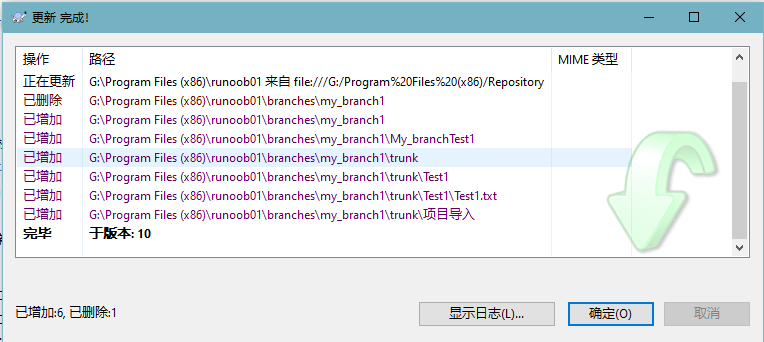 更新 完成!
操作 路径 MIME 类型
正在更新 G:\Program Files (x86)\runoob01 来自 file:///G:/Program%20Files%20(x86)/Repository
已删除 G:\Program Files (x86)\runoob01\branches\my_branch1
已增加 G:\Program Files (x86)\runoob01\branches\my_branch1
已增加 G:\Program Files (x86)\runoob01\branches\my_branch1\My_branchTest1
已增加 G:\Program Files (x86)\runoob01\branches\my_branch1\trunk
已增加 G:\Program Files (x86)\runoob01\branches\my_branch1\trunk\Test1
已增加 G:\Program Files (x86)\runoob01\branches\my_branch1\trunk\Test1\Test1.txt
已增加 G:\Program Files (x86)\runoob01\branches\my_branch1\trunk\项目导入
完毕 于版本: 10
已增加:6, 已删除:1 显示日志(L)... 确定(O) 取消